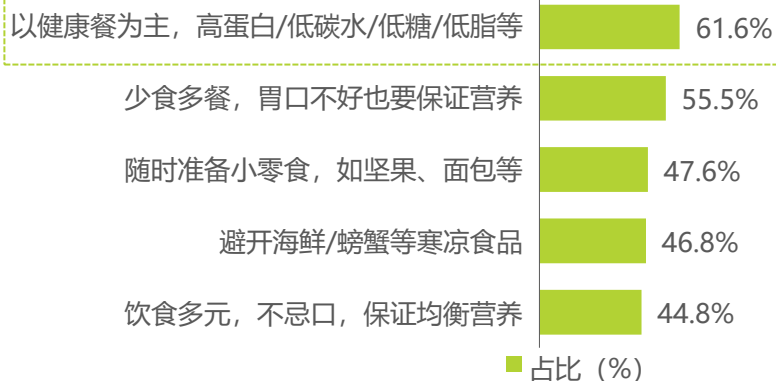 以健康餐为主，高蛋白/低碳水/低糖/低脂等 61.6%
少食多餐，胃口不好也要保证营养 55.5%
随时准备小零食，如坚果、面包等 47.6%
避开海鲜/螃蟹等寒凉食品 46.8%
饮食多元，不忌口，保证均衡营养 44.8%
占比（%）